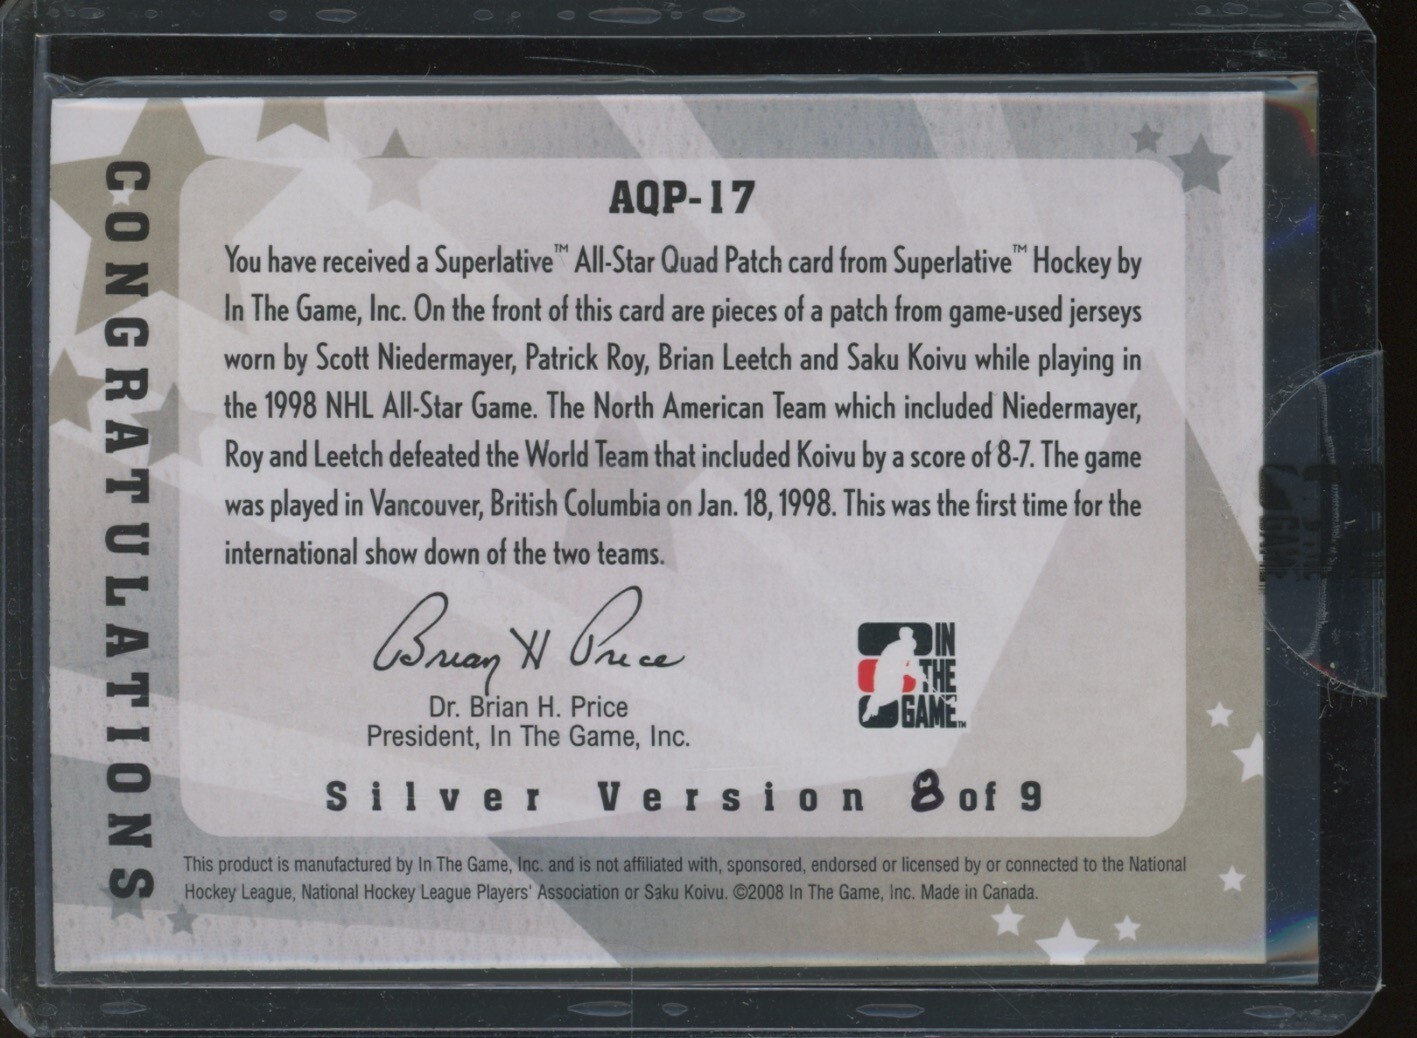 CONGRATULATIONS
AQP-17
You have received a Superlative™ All-Star Quad Patch card from Superlative™ Hockey by
In The Game, Inc. On the front of this card are pieces of a patch from game-used jerseys
worn by Scott Niedermayer, Patrick Roy, Brian Leetch and Saku Koivu while playing in
the 1998 NHL All-Star Game. The North American Team which included Niedermayer,
Roy and Leetch defeated the World Team that included Koivu by a score of 8-7. The game
was played in Vancouver, British Columbia on Jan. 18, 1998. This was the first time for the
international show down of the two teams.
Brian H Price
Dr. Brian H. Price
President, In The Game, Inc.
IN
THE
GAME™
Silver Version 8 of 9
This product is manufactured by In The Game, Inc. and is not affiliated with, sponsored, endorsed or licensed by or connected to the National
Hockey League, National Hockey League Players' Association or Saku Koivu. ©2008 In The Game, Inc. Made in Canada.